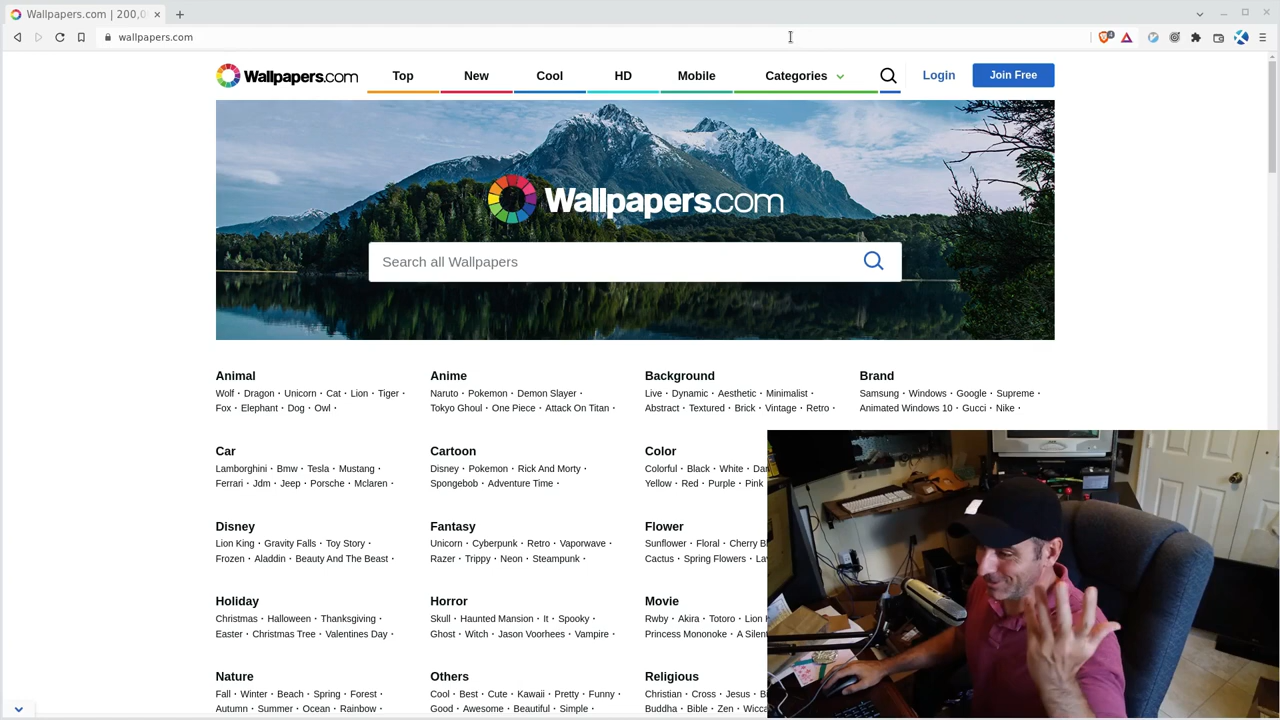 Wallpapers.com | 200,0
wallpapers.com
Wallpapers.com Top New Cool HD Mobile Categories Login Join Free
Wallpapers.com
Search all Wallpapers
Animal
Wolf · Dragon · Unicorn · Cat · Lion · Tiger ·
Fox · Elephant · Dog · Owl ·
Anime
Naruto · Pokemon · Demon Slayer ·
Tokyo Ghoul · One Piece · Attack On Titan ·
Background
Live · Dynamic · Aesthetic · Minimalist ·
Abstract · Textured · Brick · Vintage · Retro ·
Brand
Samsung · Windows · Google · Supreme ·
Animated Windows 10 · Gucci · Nike ·
Car
Lamborghini · Bmw · Tesla · Mustang ·
Ferrari · Jdm · Jeep · Porsche · Mclaren ·
Cartoon
Disney · Pokemon · Rick And Morty ·
Spongebob · Adventure Time ·
Color
Colorful · Black · White · Dar
Yellow · Red · Purple · Pink
Disney
Lion King · Gravity Falls · Toy Story ·
Frozen · Aladdin · Beauty And The Beast ·
Fantasy
Unicorn · Cyberpunk · Retro · Vaporwave ·
Razer · Trippy · Neon · Steampunk ·
Flower
Sunflower · Floral · Cherry Bl
Cactus · Spring Flowers · La
Holiday
Christmas · Halloween · Thanksgiving ·
Easter · Christmas Tree · Valentines Day ·
Horror
Skull · Haunted Mansion · It · Spooky ·
Ghost · Witch · Jason Voorhees · Vampire ·
Movie
Rwby · Akira · Totoro · Lion
Princess Mononoke · A Silent
Nature
Fall · Winter · Beach · Spring · Forest ·
Autumn · Summer · Ocean · Rainbow ·
Others
Cool · Best · Cute · Kawaii · Pretty · Funny ·
Good · Awesome · Beautiful · Simple ·
Religious
Christian · Cross · Jesus · Bi
Buddha · Bible · Zen · Wicca